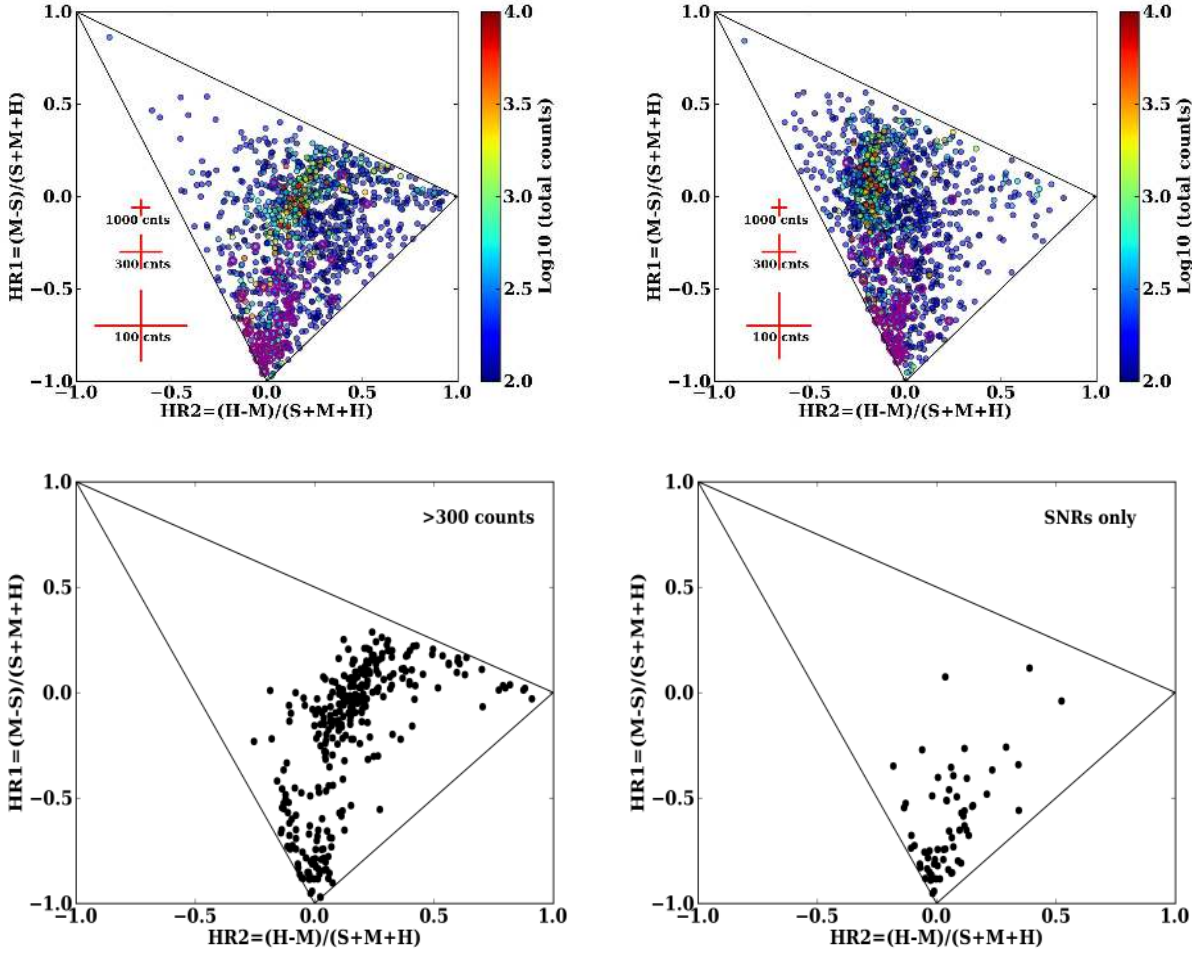 1.0
0.5
0.0
−0.5
−1.0
HR1=(M-S)/(S+M+H)
1000 cnts
300 cnts
100 cnts
−1.0 −0.5 0.0 0.5 1.0
HR2=(H-M)/(S+M+H)
4.0
3.5
3.0
2.5
2.0
Log10 (total counts)
1.0
0.5
0.0
−0.5
−1.0
HR1=(M-S)/(S+M+H)
1000 cnts
300 cnts
100 cnts
−1.0 −0.5 0.0 0.5 1.0
HR2=(H-M)/(S+M+H)
4.0
3.5
3.0
2.5
2.0
Log10 (total counts)
1.0
0.5
0.0
−0.5
−1.0
HR1=(M-S)/(S+M+H)
>300 counts
−1.0 −0.5 0.0 0.5 1.0
HR2=(H-M)/(S+M+H)
1.0
0.5
0.0
−0.5
−1.0
HR1=(M-S)/(S+M+H)
SNRs only
−1.0 −0.5 0.0 0.5 1.0
HR2=(H-M)/(S+M+H)